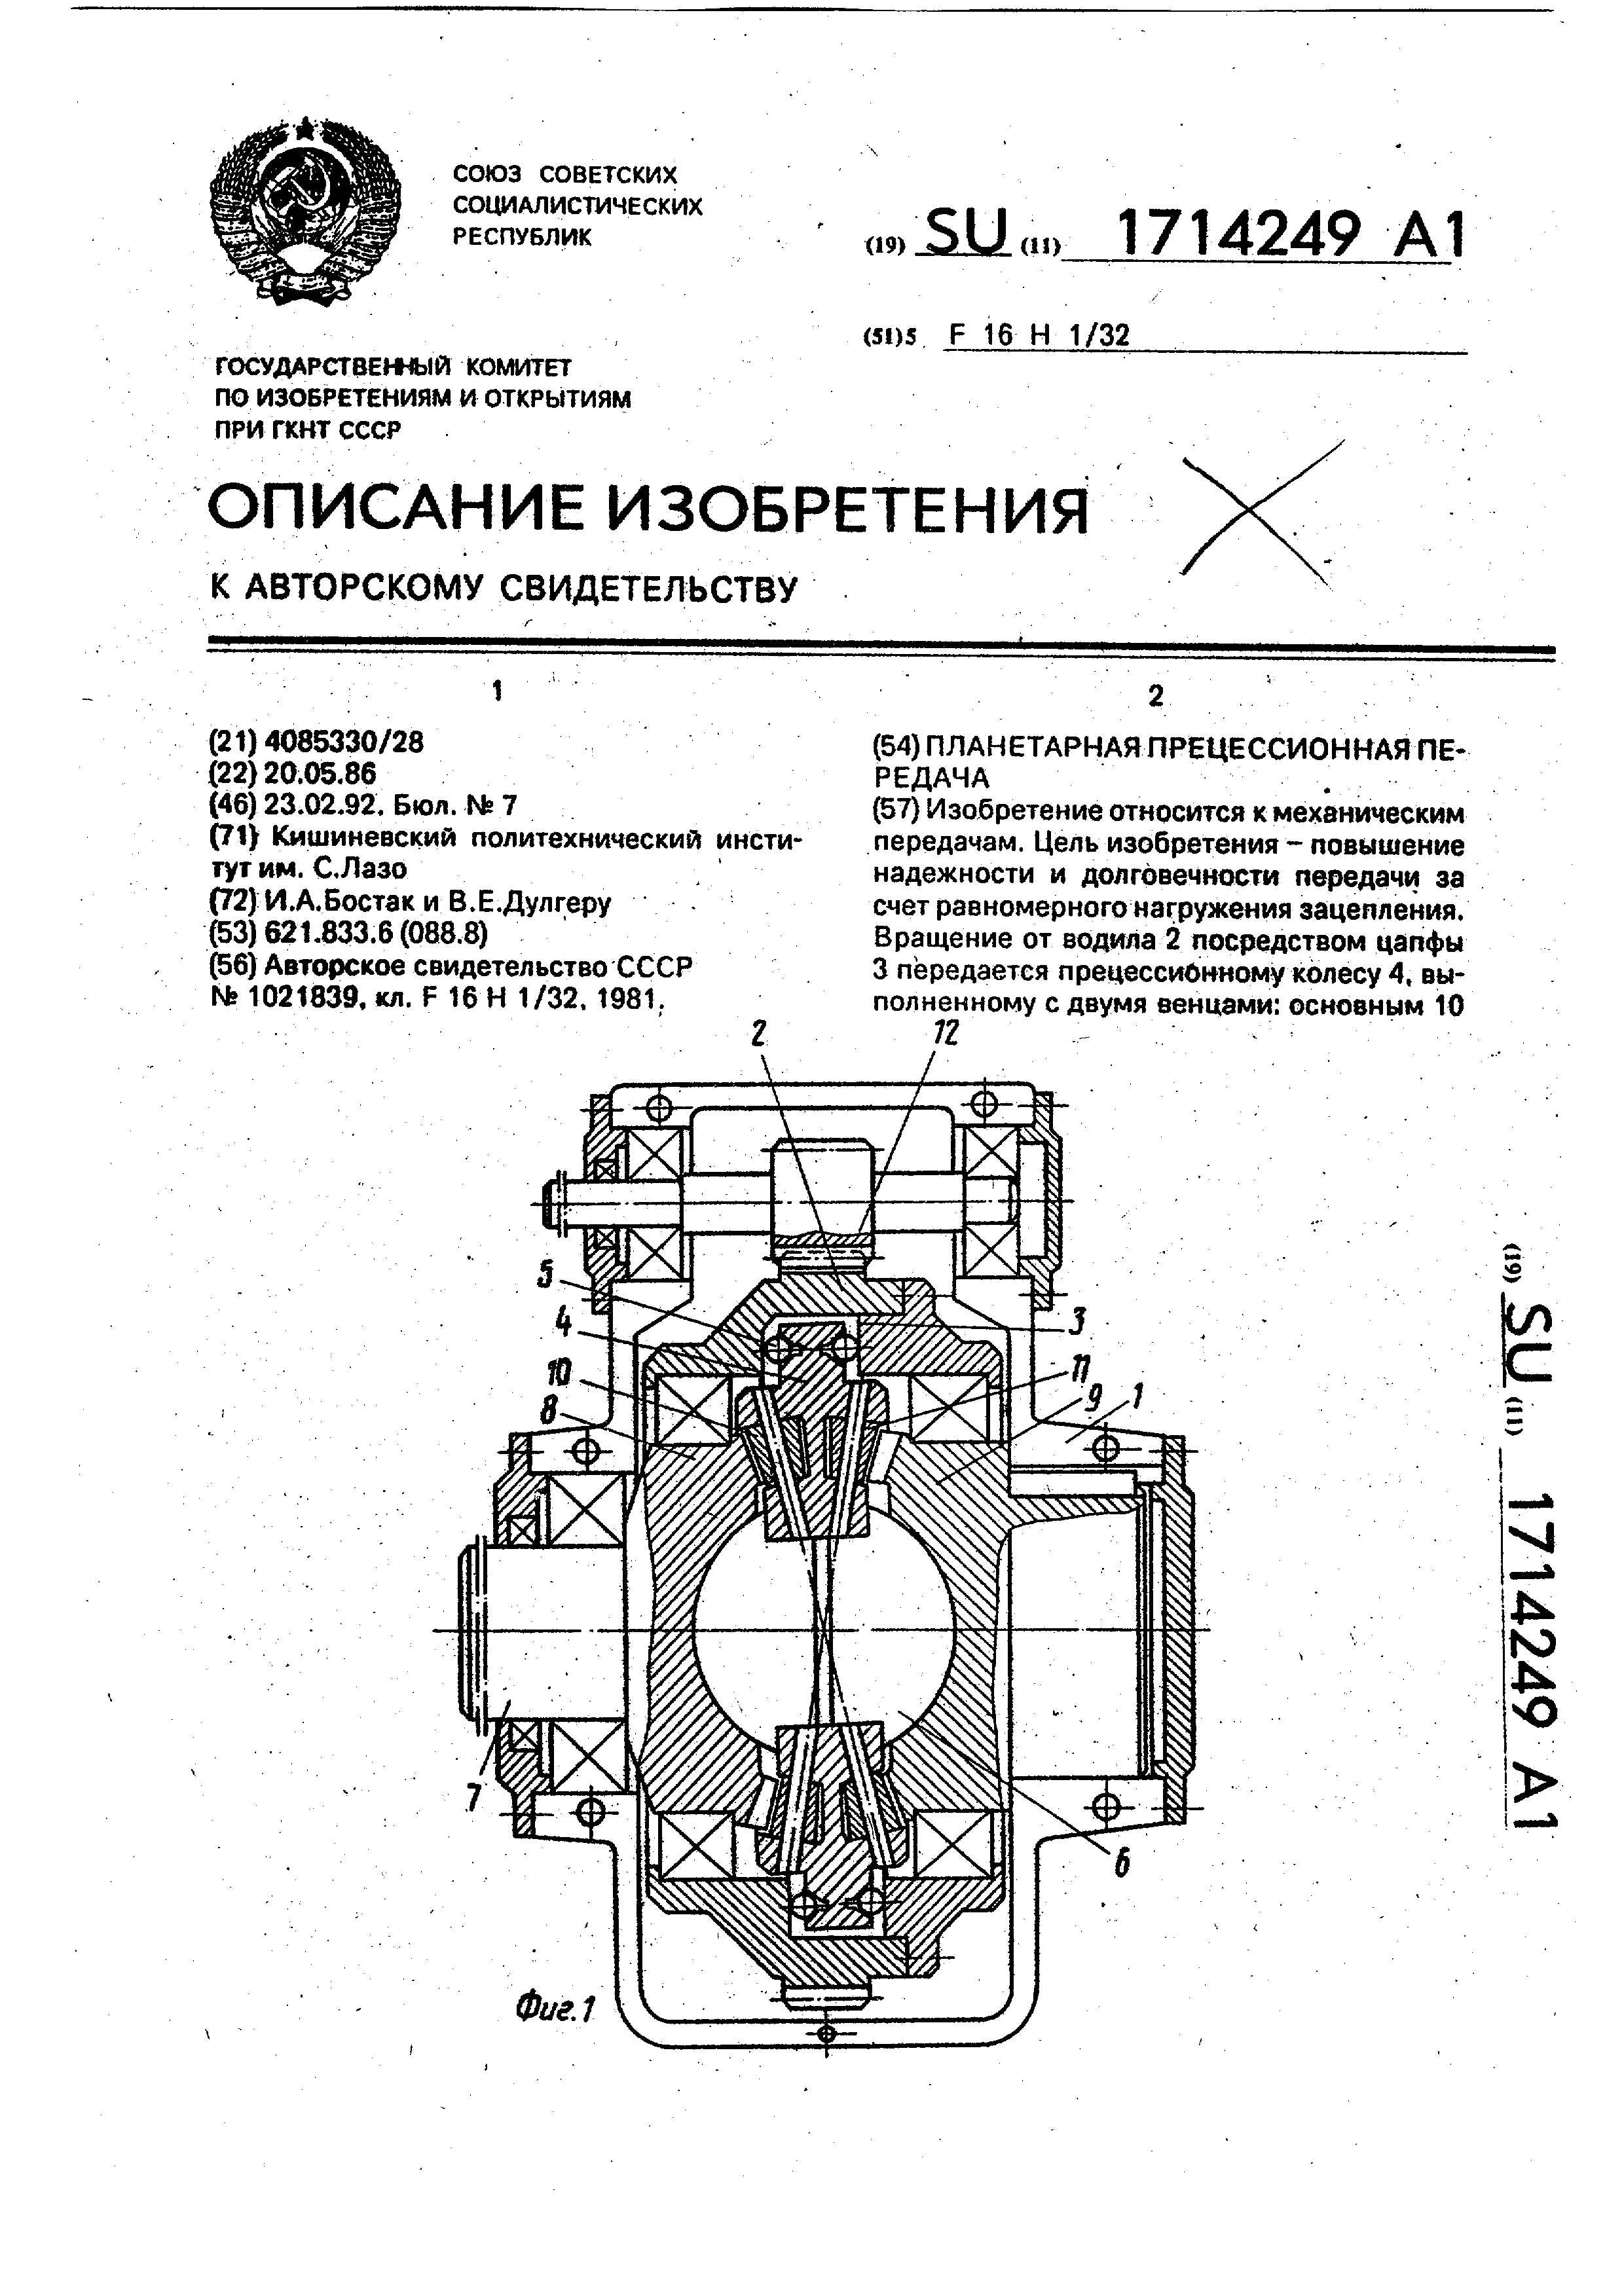 СОЮЗ СОВЕТСКИХ
СОЦИАЛИСТИЧЕСКИХ
РЕСПУБЛИК
(19) SU (11) 1714249 A1
(51)5 F 16 H 1/32
ГОСУДАРСТВЕННЫЙ КОМИТЕТ
ПО ИЗОБРЕТЕНИЯМ И ОТКРЫТИЯМ
ПРИ ГКНТ СССР
ОПИСАНИЕ ИЗОБРЕТЕНИЯ
К АВТОРСКОМУ СВИДЕТЕЛЬСТВУ
1
(21) 4085330/28
(22) 20.05.86
(46) 23.02.92. Бюл. № 7
(71) Кишиневский политехнический инсти-
тут им. С.Лазо
(72) И.А.Бостак и В.Е.Дулгеру
(53) 621.833.6 (088.8)
(56) Авторское свидетельство СССР
№ 1021839, кл. F 16 H 1/32, 1981.
2
(54) ПЛАНЕТАРНАЯ ПРЕЦЕССИОННАЯ ПЕ-
РЕДАЧА
(57) Изобретение относится к механическим
передачам. Цель изобретения – повышение
надежности и долговечности передачи за
счет равномерного нагружения зацепления.
Вращение от водила 2 посредством цапфы
3 передается прецессионному колесу 4, вы-
полненному с двумя венцами: основным 10
2
12
5
4
3
10
11
8
9
1
7
6
Фиг.1
(19) SU (11) 1714249 A1